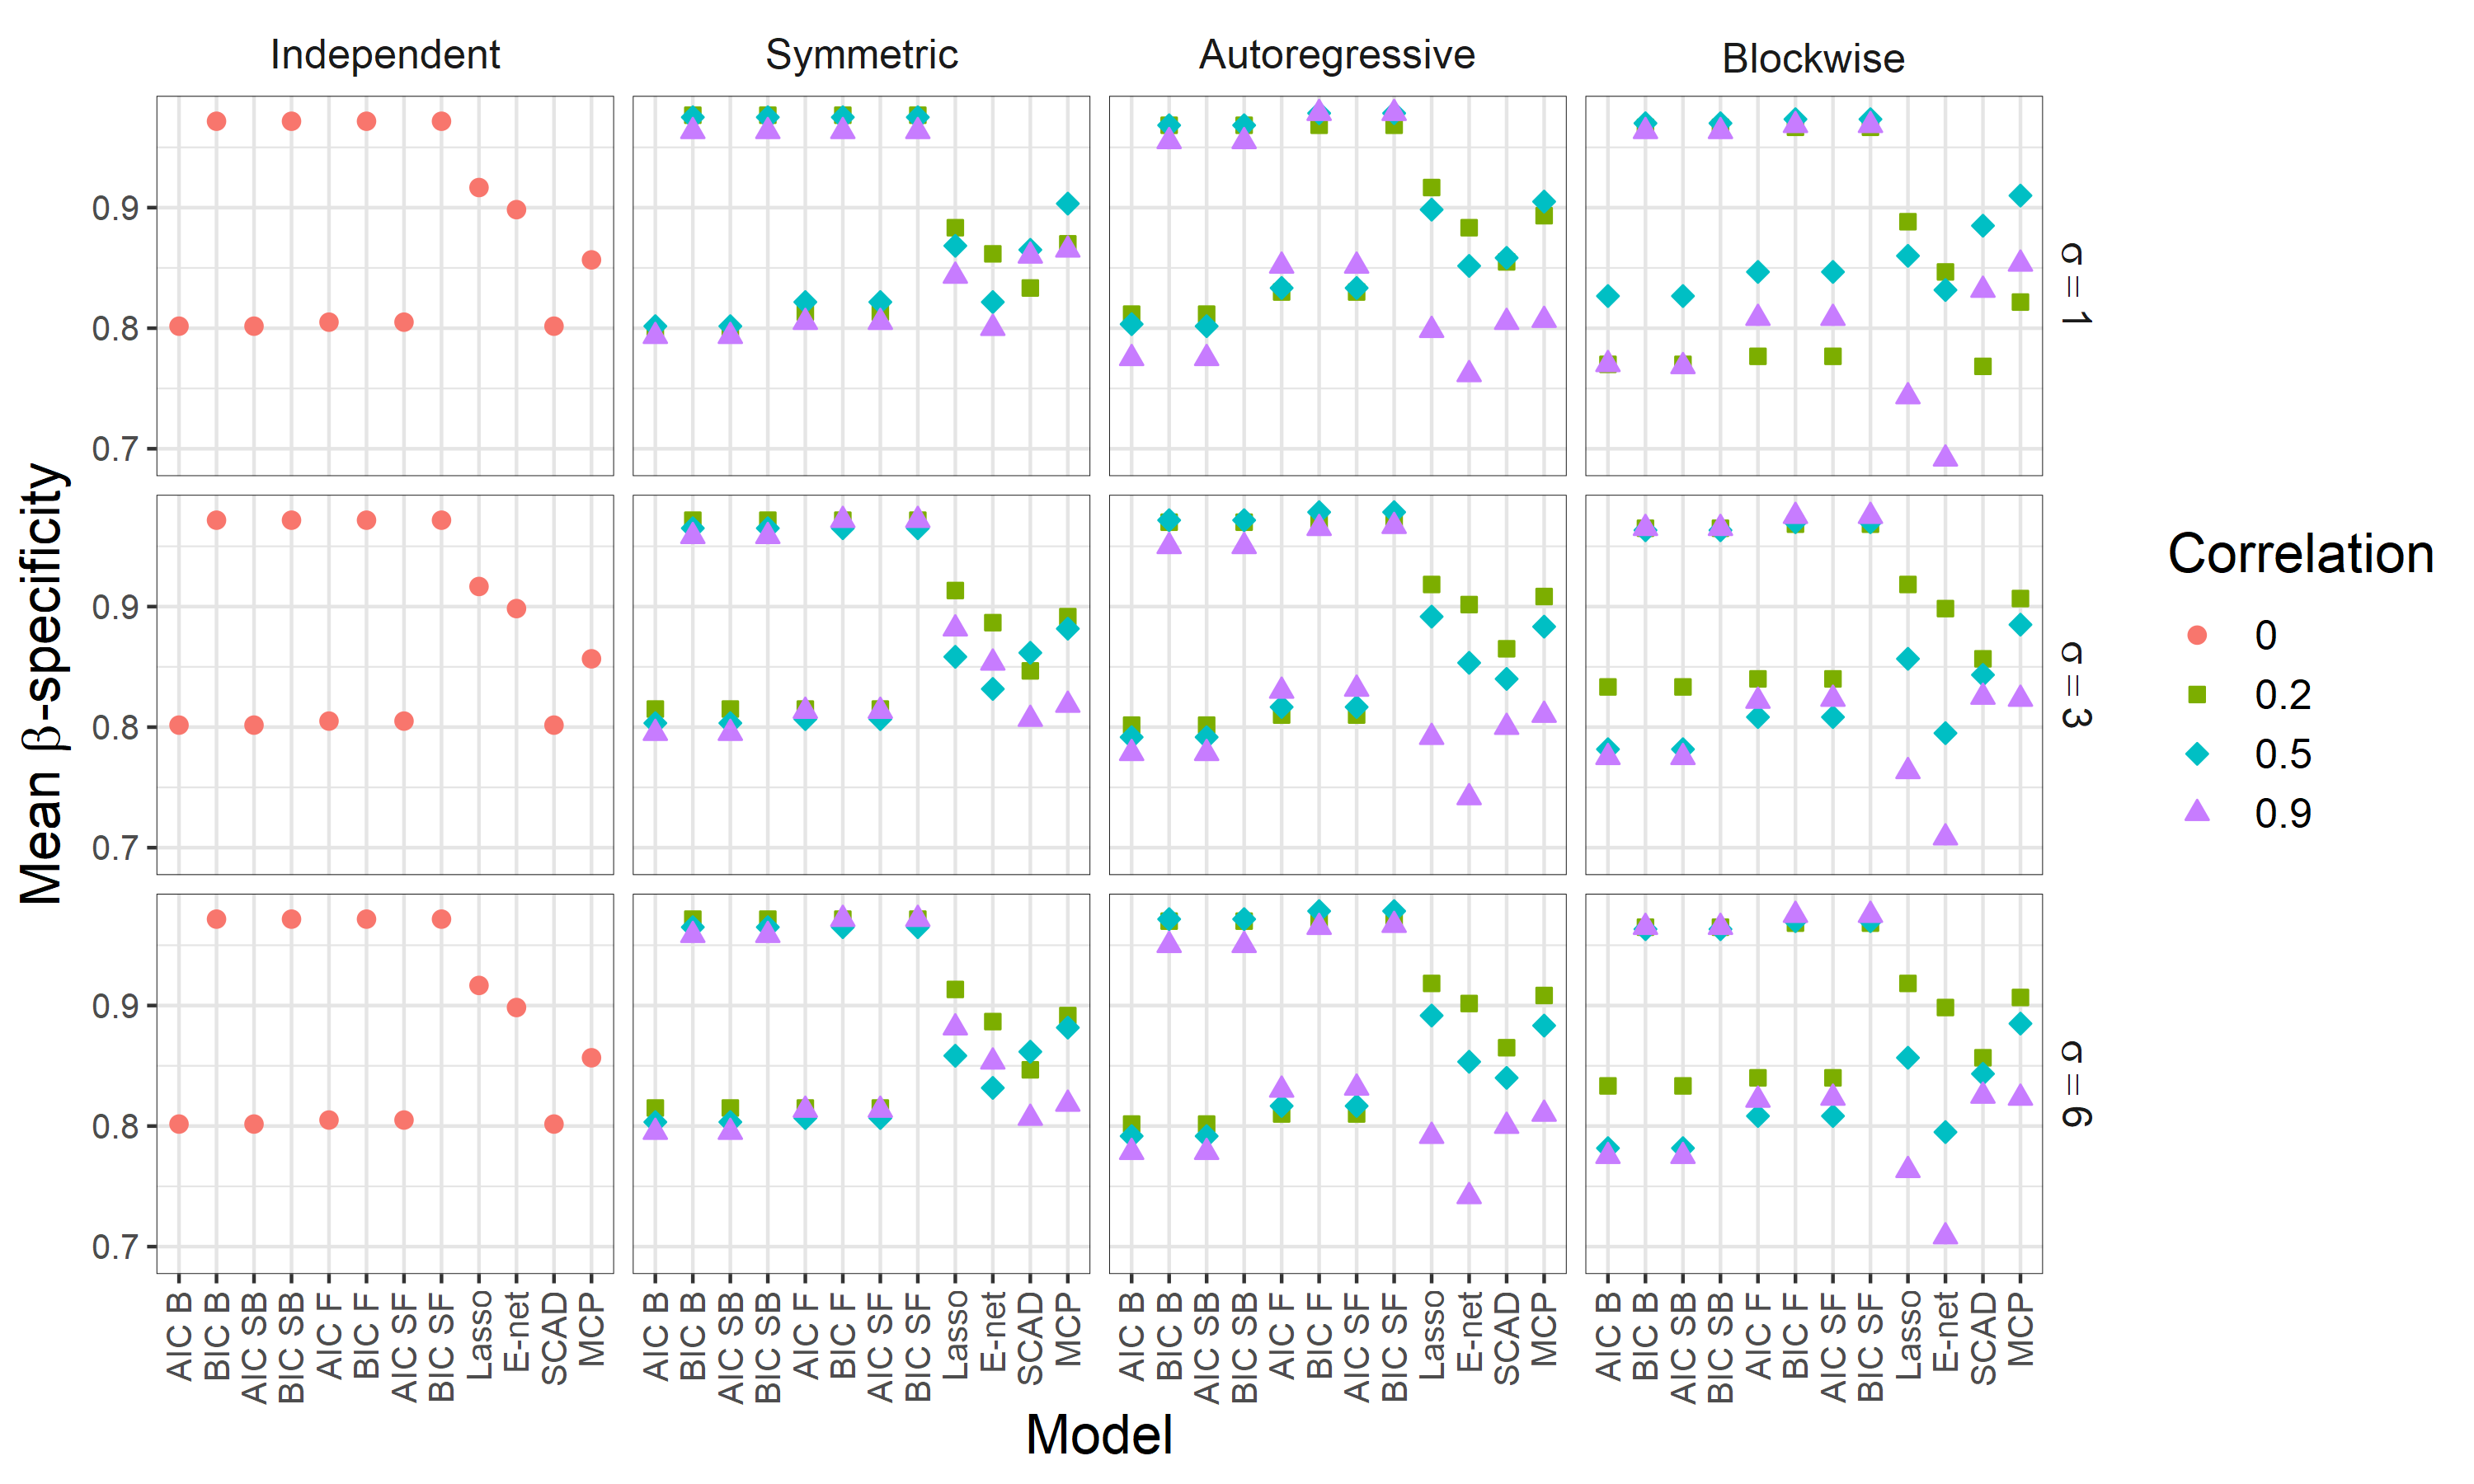 Independent Symmetric Autoregressive Blockwise
0.9
0.8
0.7
σ = 1
0.9
0.8
0.7
σ = 3
0.9
0.8
0.7
σ = 6
Mean β-specificity
AIC B
BIC B
AIC SB
BIC SB
AIC F
BIC F
AIC SF
BIC SF
Lasso
E-net
SCAD
MCP
AIC B
BIC B
AIC SB
BIC SB
AIC F
BIC F
AIC SF
BIC SF
Lasso
E-net
SCAD
MCP
AIC B
BIC B
AIC SB
BIC SB
AIC F
BIC F
AIC SF
BIC SF
Lasso
E-net
SCAD
MCP
AIC B
BIC B
AIC SB
BIC SB
AIC F
BIC F
AIC SF
BIC SF
Lasso
E-net
SCAD
MCP
Model
Correlation
0
0.2
0.5
0.9